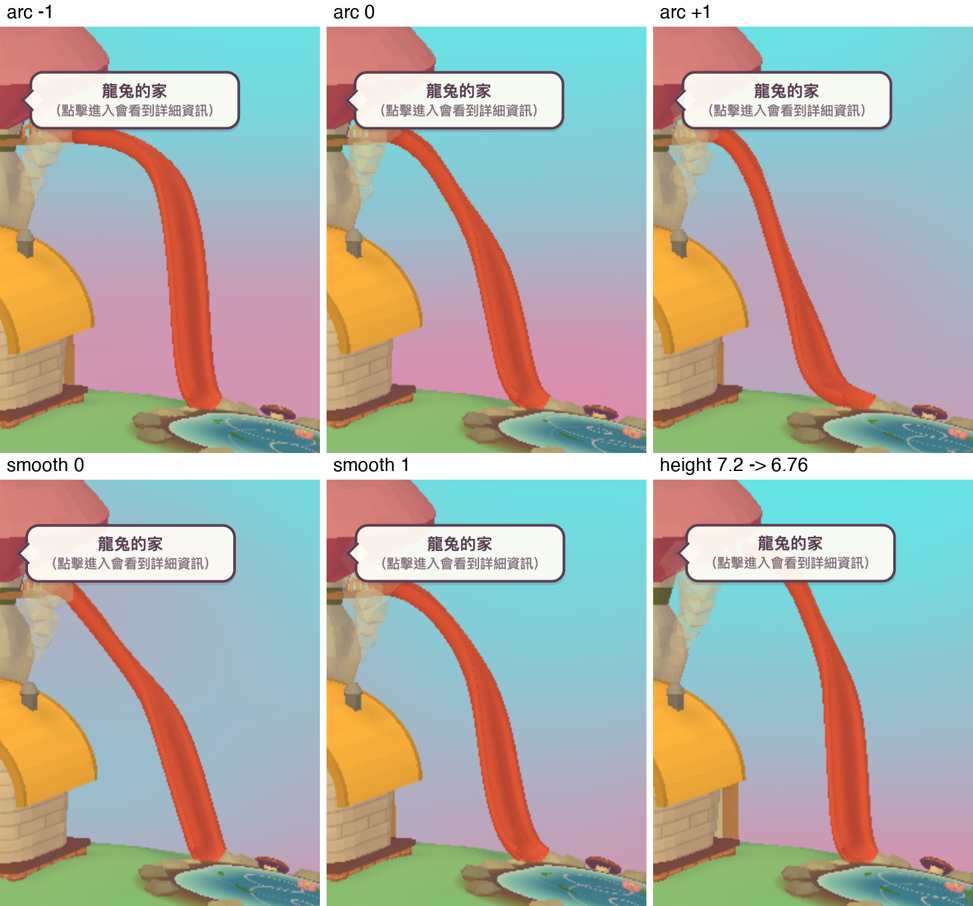 arc -1
arc 0
arc +1
龍兔的家
(點擊進入會看到詳細資訊)
龍兔的家
(點擊進入會看到詳細資訊)
龍兔的家
(點擊進入會看到詳細資訊)
smooth 0
smooth 1
height 7.2 -> 6.76
龍兔的家
(點擊進入會看到詳細資訊)
龍兔的家
(點擊進入會看到詳細資訊)
龍兔的家
(點擊進入會看到詳細資訊)